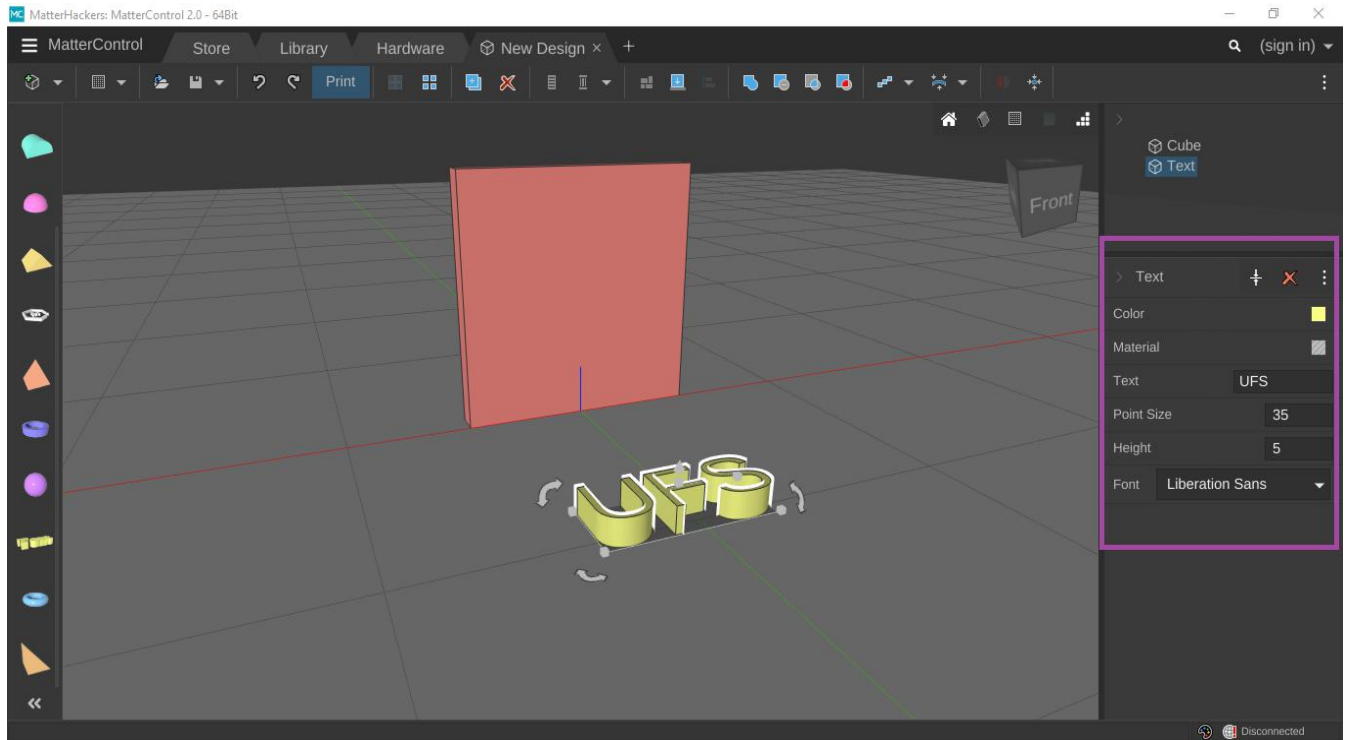 MC MatterHackers: MatterControl 2.0 - 64Bit
MatterControl Store Library Hardware New Design × + (sign in)
Print
Cube
Text
Front
Text
Color
Material
Text UFS
Point Size 35
Height 5
Font Liberation Sans
UFS
Disconnected